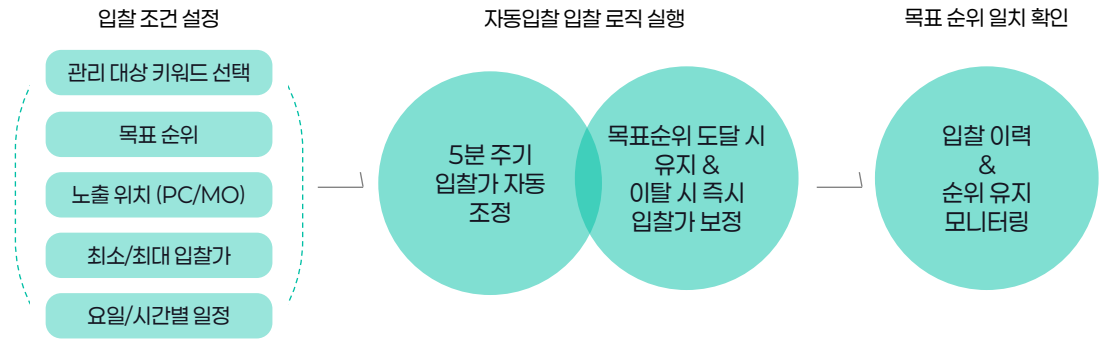 입찰 조건 설정
관리 대상 키워드 선택
목표 순위
노출 위치 (PC/MO)
최소/최대 입찰가
요일/시간별 일정
자동입찰 입찰 로직 실행
5분 주기
입찰가 자동
조정
목표순위 도달 시
유지 &
이탈 시 즉시
입찰가 보정
목표 순위 일치 확인
입찰 이력
&
순위 유지
모니터링